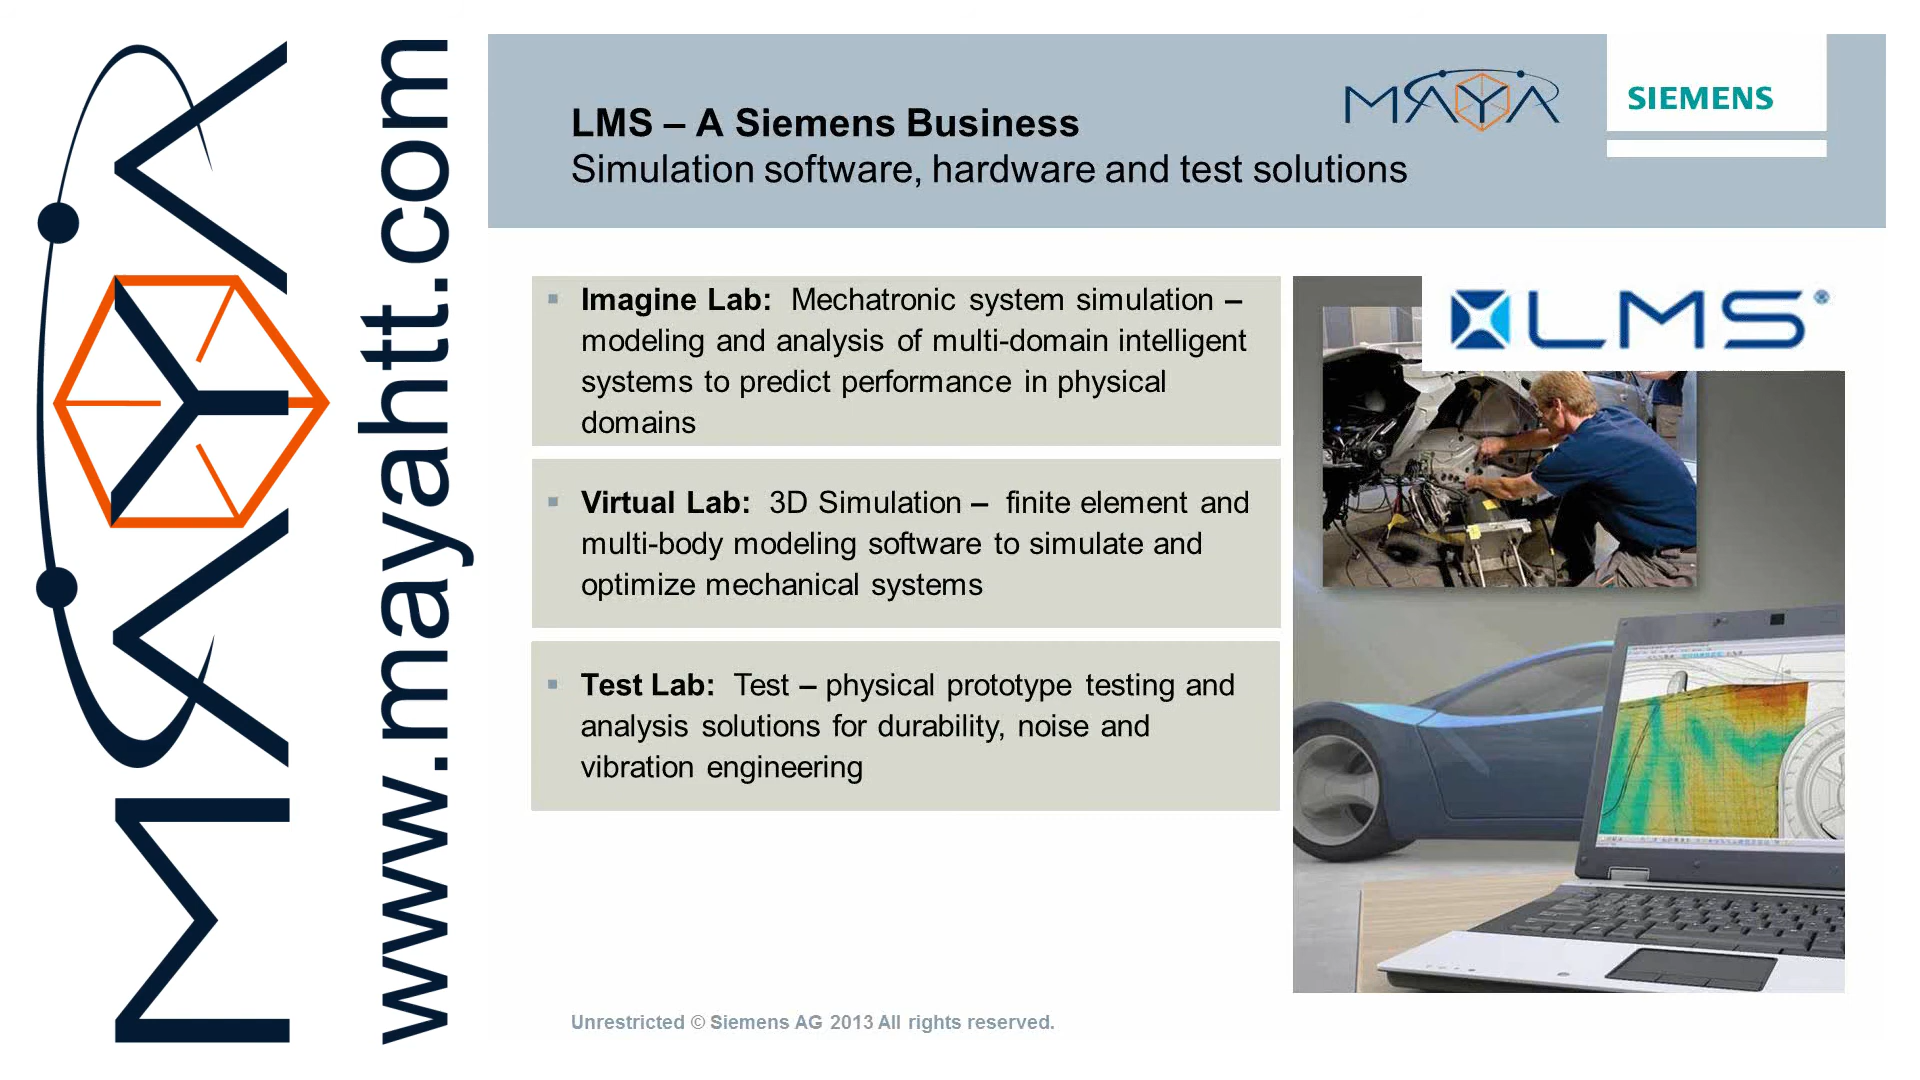 MAYA
www.mayahtt.com
MAYA
SIEMENS
LMS – A Siemens Business
Simulation software, hardware and test solutions
▪ Imagine Lab: Mechatronic system simulation –
modeling and analysis of multi-domain intelligent
systems to predict performance in physical
domains
▪ Virtual Lab: 3D Simulation – finite element and
multi-body modeling software to simulate and
optimize mechanical systems
▪ Test Lab: Test – physical prototype testing and
analysis solutions for durability, noise and
vibration engineering
LMS
Unrestricted © Siemens AG 2013 All rights reserved.